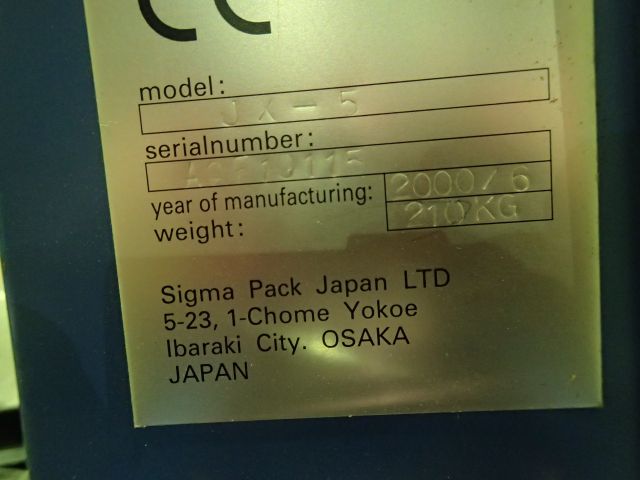 CE
model:
JX-5
serialnumber:
year of manufacturing: 2000/6
weight: 210KG
Sigma Pack Japan LTD
5-23, 1-Chome Yokoe
Ibaraki City. OSAKA
JAPAN